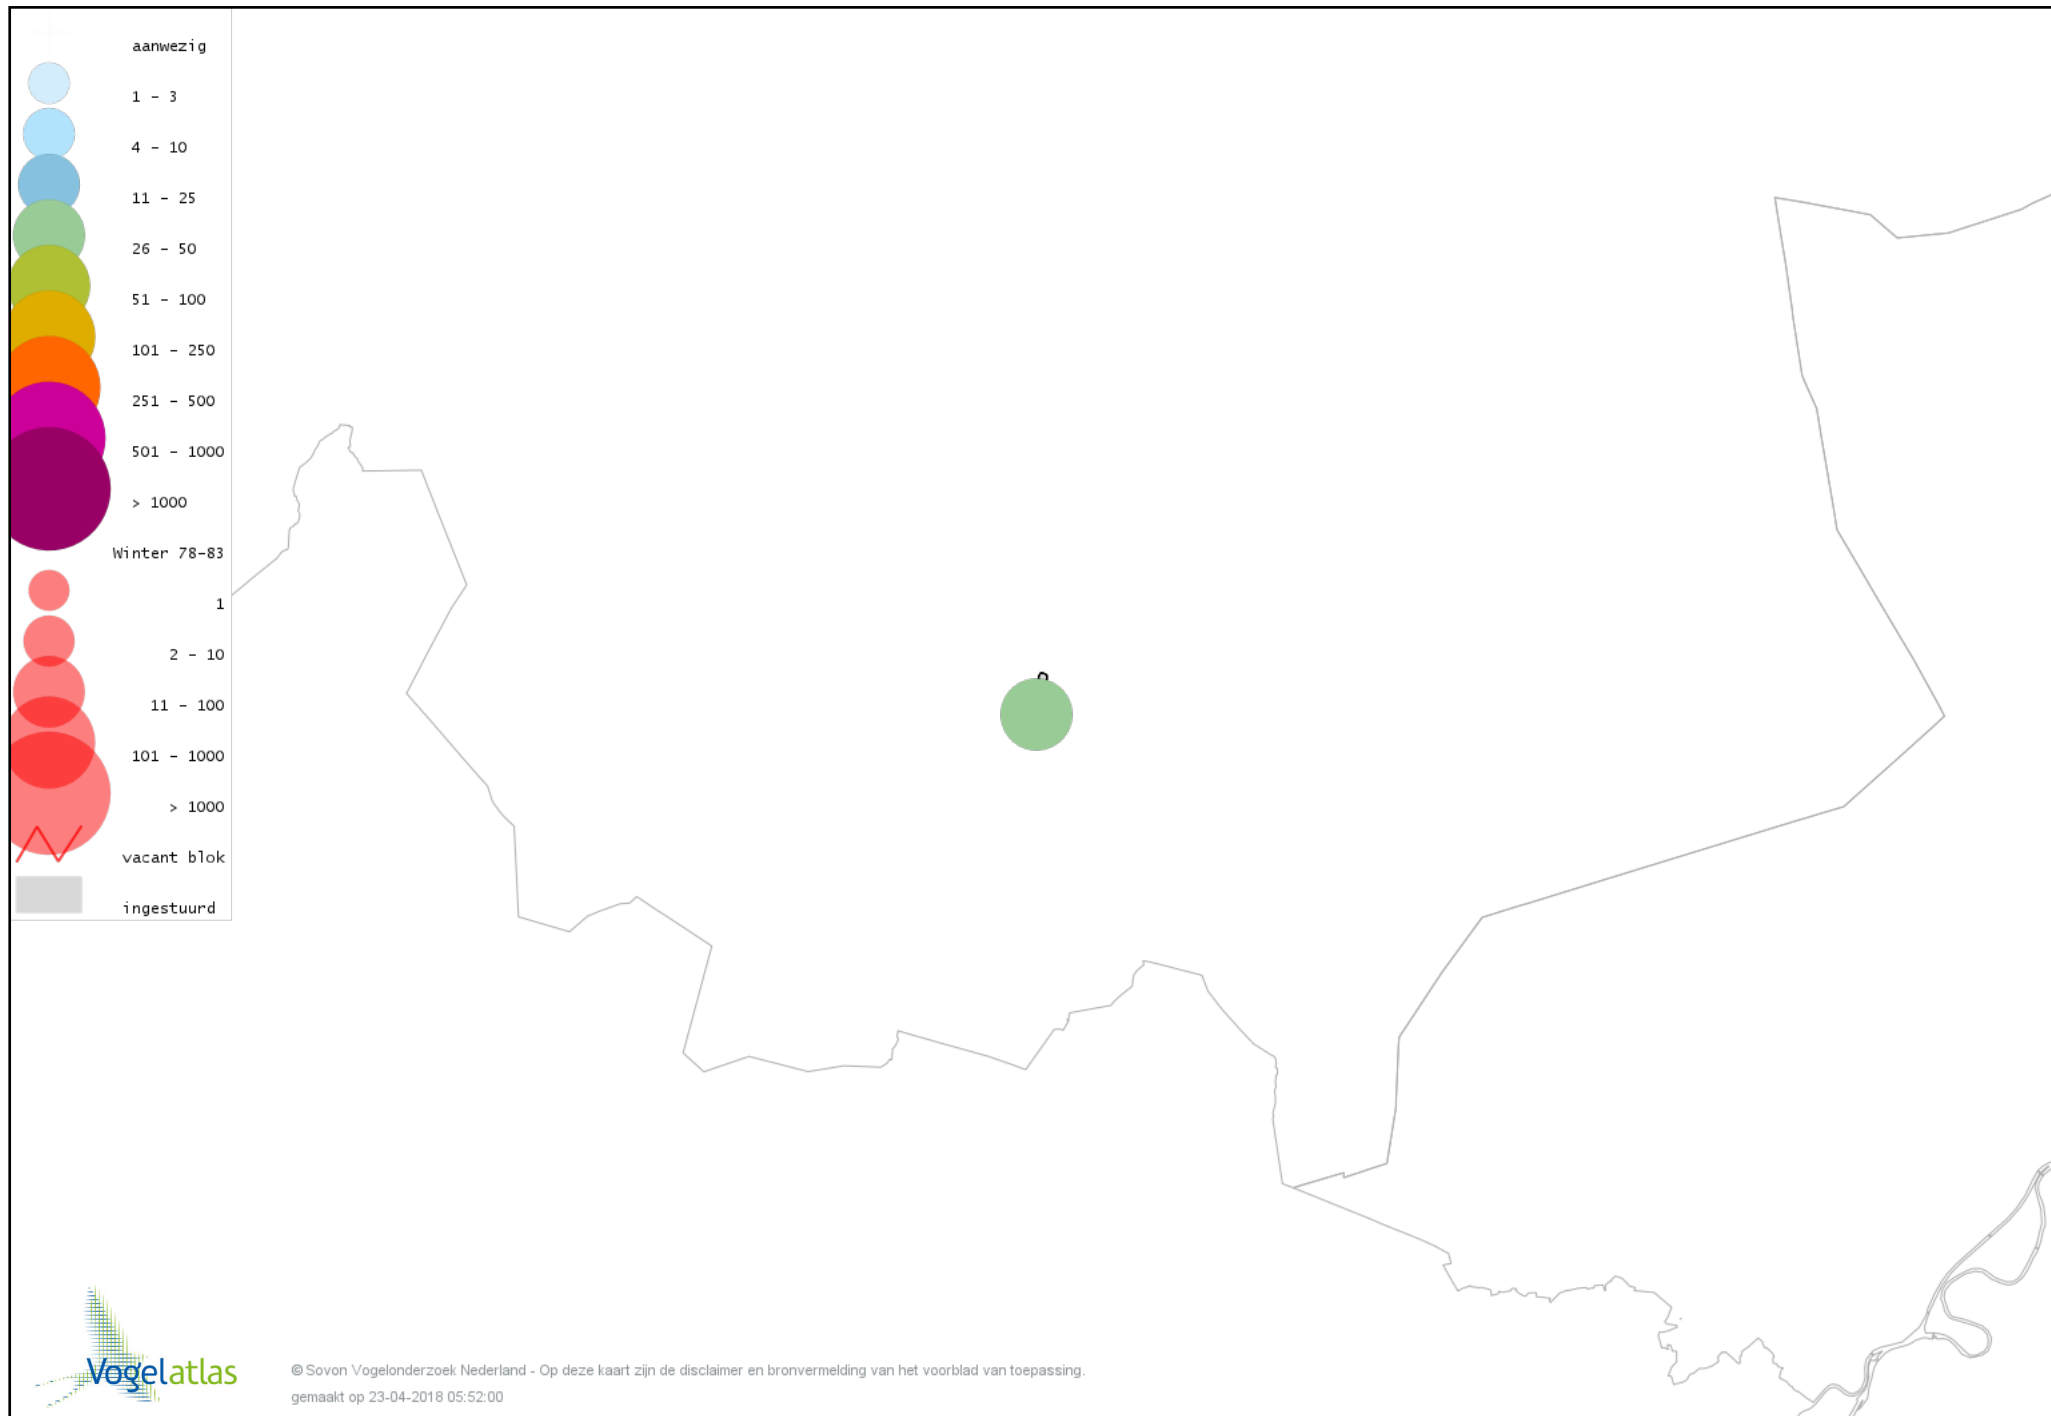 aanwezig
1 - 3
4 - 10
11 - 25
26 - 50
51 - 100
101 - 250
251 - 500
501 - 1000
> 1000
Winter 78-83
1
2 - 10
11 - 100
101 - 1000
> 1000
vacant blok
ingestuurd
Vogelatlas
© Sovon Vogelonderzoek Nederland - Op deze kaart zijn de disclaimer en bronvermelding van het voorblad van toepassing.
gemaakt op 23-04-2018 05:52:00